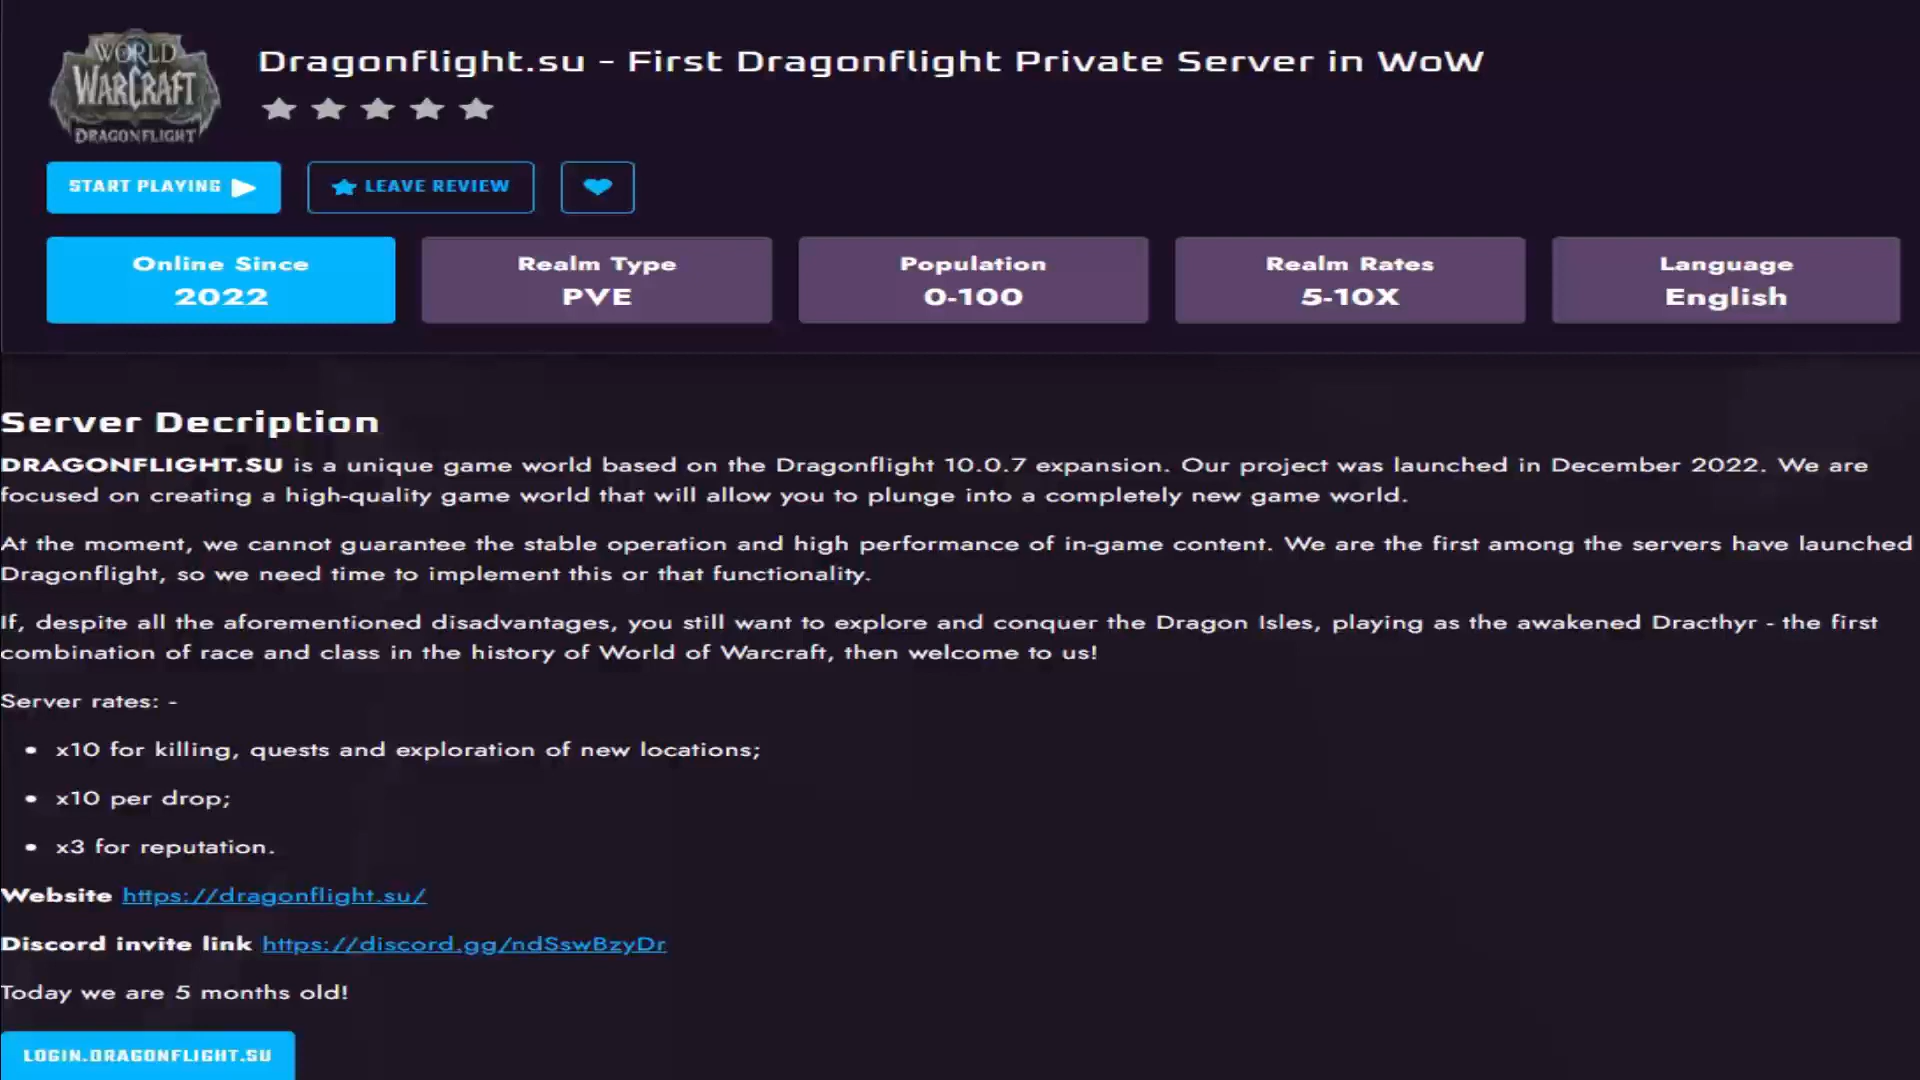 WORLD
WARCRAFT
DRAGONFLIGHT
Dragonflight.su - First Dragonflight Private Server in WoW
START PLAYING
LEAVE REVIEW
Online Since
2022
Realm Type
PVE
Population
0-100
Realm Rates
5-10X
Language
English
Server Decription
DRAGONFLIGHT.SU is a unique game world based on the Dragonflight 10.0.7 expansion. Our project was launched in December 2022. We are
focused on creating a high-quality game world that will allow you to plunge into a completely new game world.
At the moment, we cannot guarantee the stable operation and high performance of in-game content. We are the first among the servers have launched
Dragonflight, so we need time to implement this or that functionality.
If, despite all the aforementioned disadvantages, you still want to explore and conquer the Dragon Isles, playing as the awakened Dracthyr - the first
combination of race and class in the history of World of Warcraft, then welcome to us!
Server rates: -
• x10 for killing, quests and exploration of new locations;
• x10 per drop;
• x3 for reputation.
Website https://dragonflight.su/
Discord invite link https://discord.gg/ndSswBzyDr
Today we are 5 months old!
LOGIN.DRAGONFLIGHT.SU